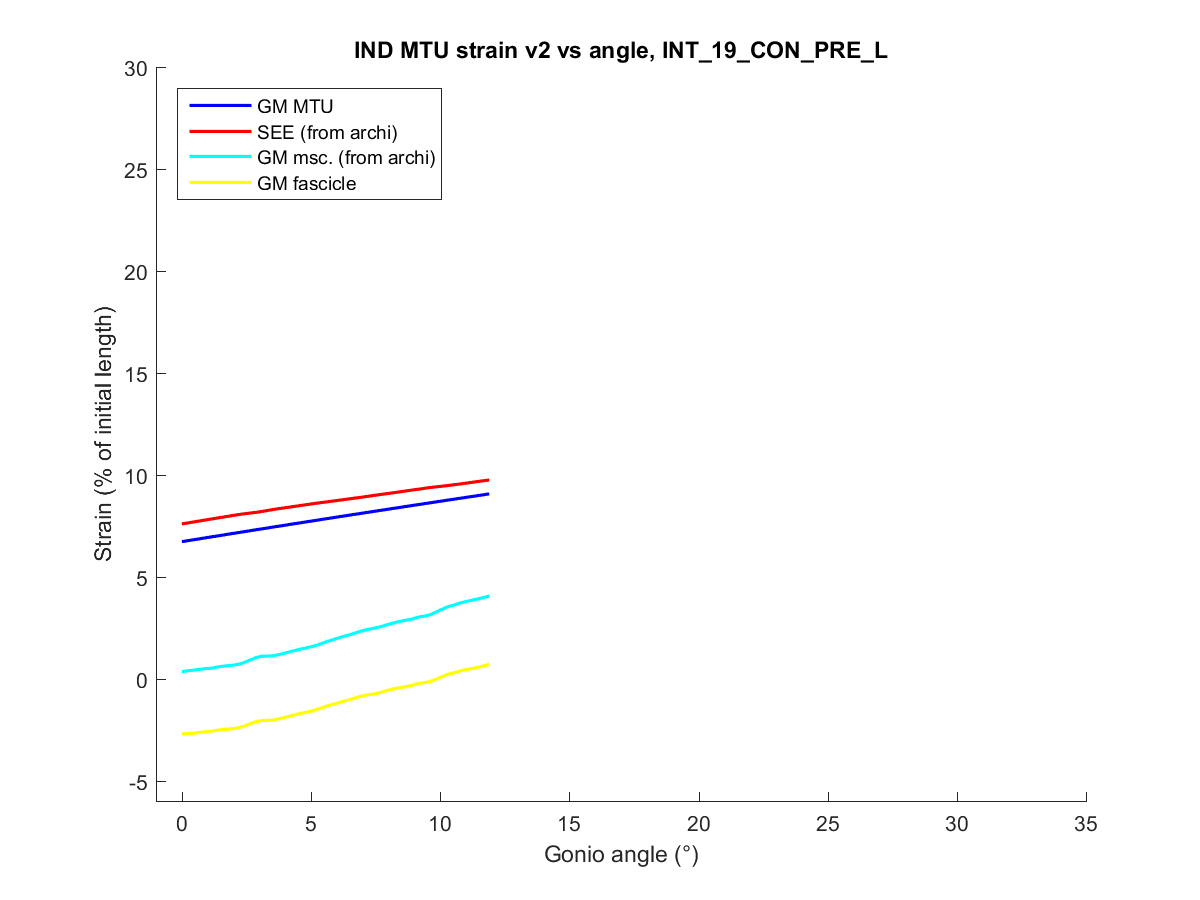 IND MTU strain v2 vs angle, INT_19_CON_PRE_L
30
25
20
15
10
5
0
-5
Strain (% of initial length)
GM MTU
SEE (from archi)
GM msc. (from archi)
GM fascicle
0 5 10 15 20 25 30 35
Gonio angle (°)